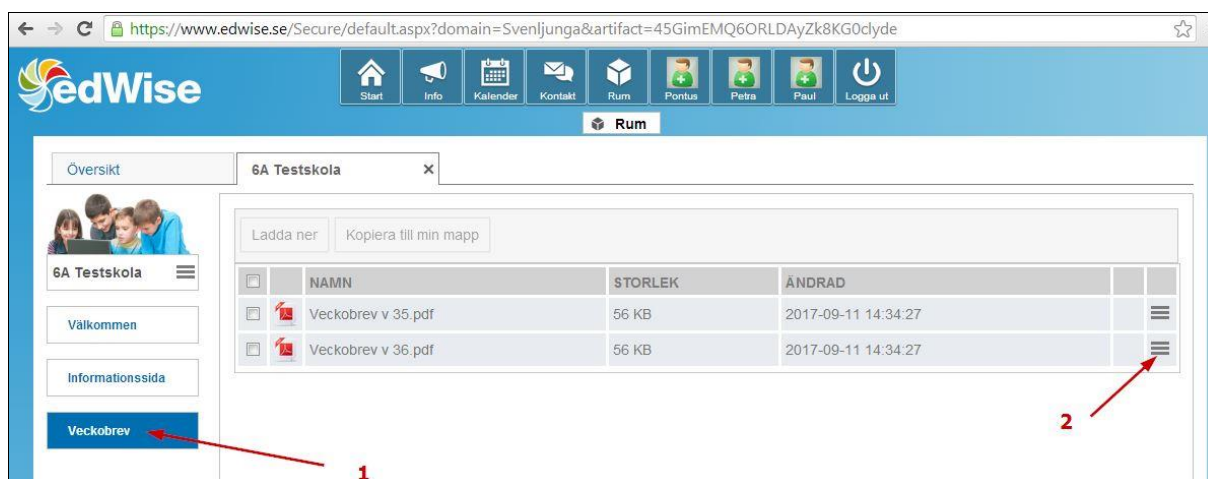 https://www.edwise.se/Secure/default.aspx?domain=Svenljunga&artifact=45GimEMQ6ORLDAyZk8KG0clyde
edWise
Start Info Kalender Kontakt Rum Pontus Petra Paul Logga ut
Rum
Översikt 6A Testskola
Ladda ner Kopiera till min mapp
6A Testskola
NAMN STORLEK ÄNDRAD
Veckobrev v 35.pdf 56 KB 2017-09-11 14:34:27
Välkommen
Veckobrev v 36.pdf 56 KB 2017-09-11 14:34:27
Informationssida
Veckobrev
2
1